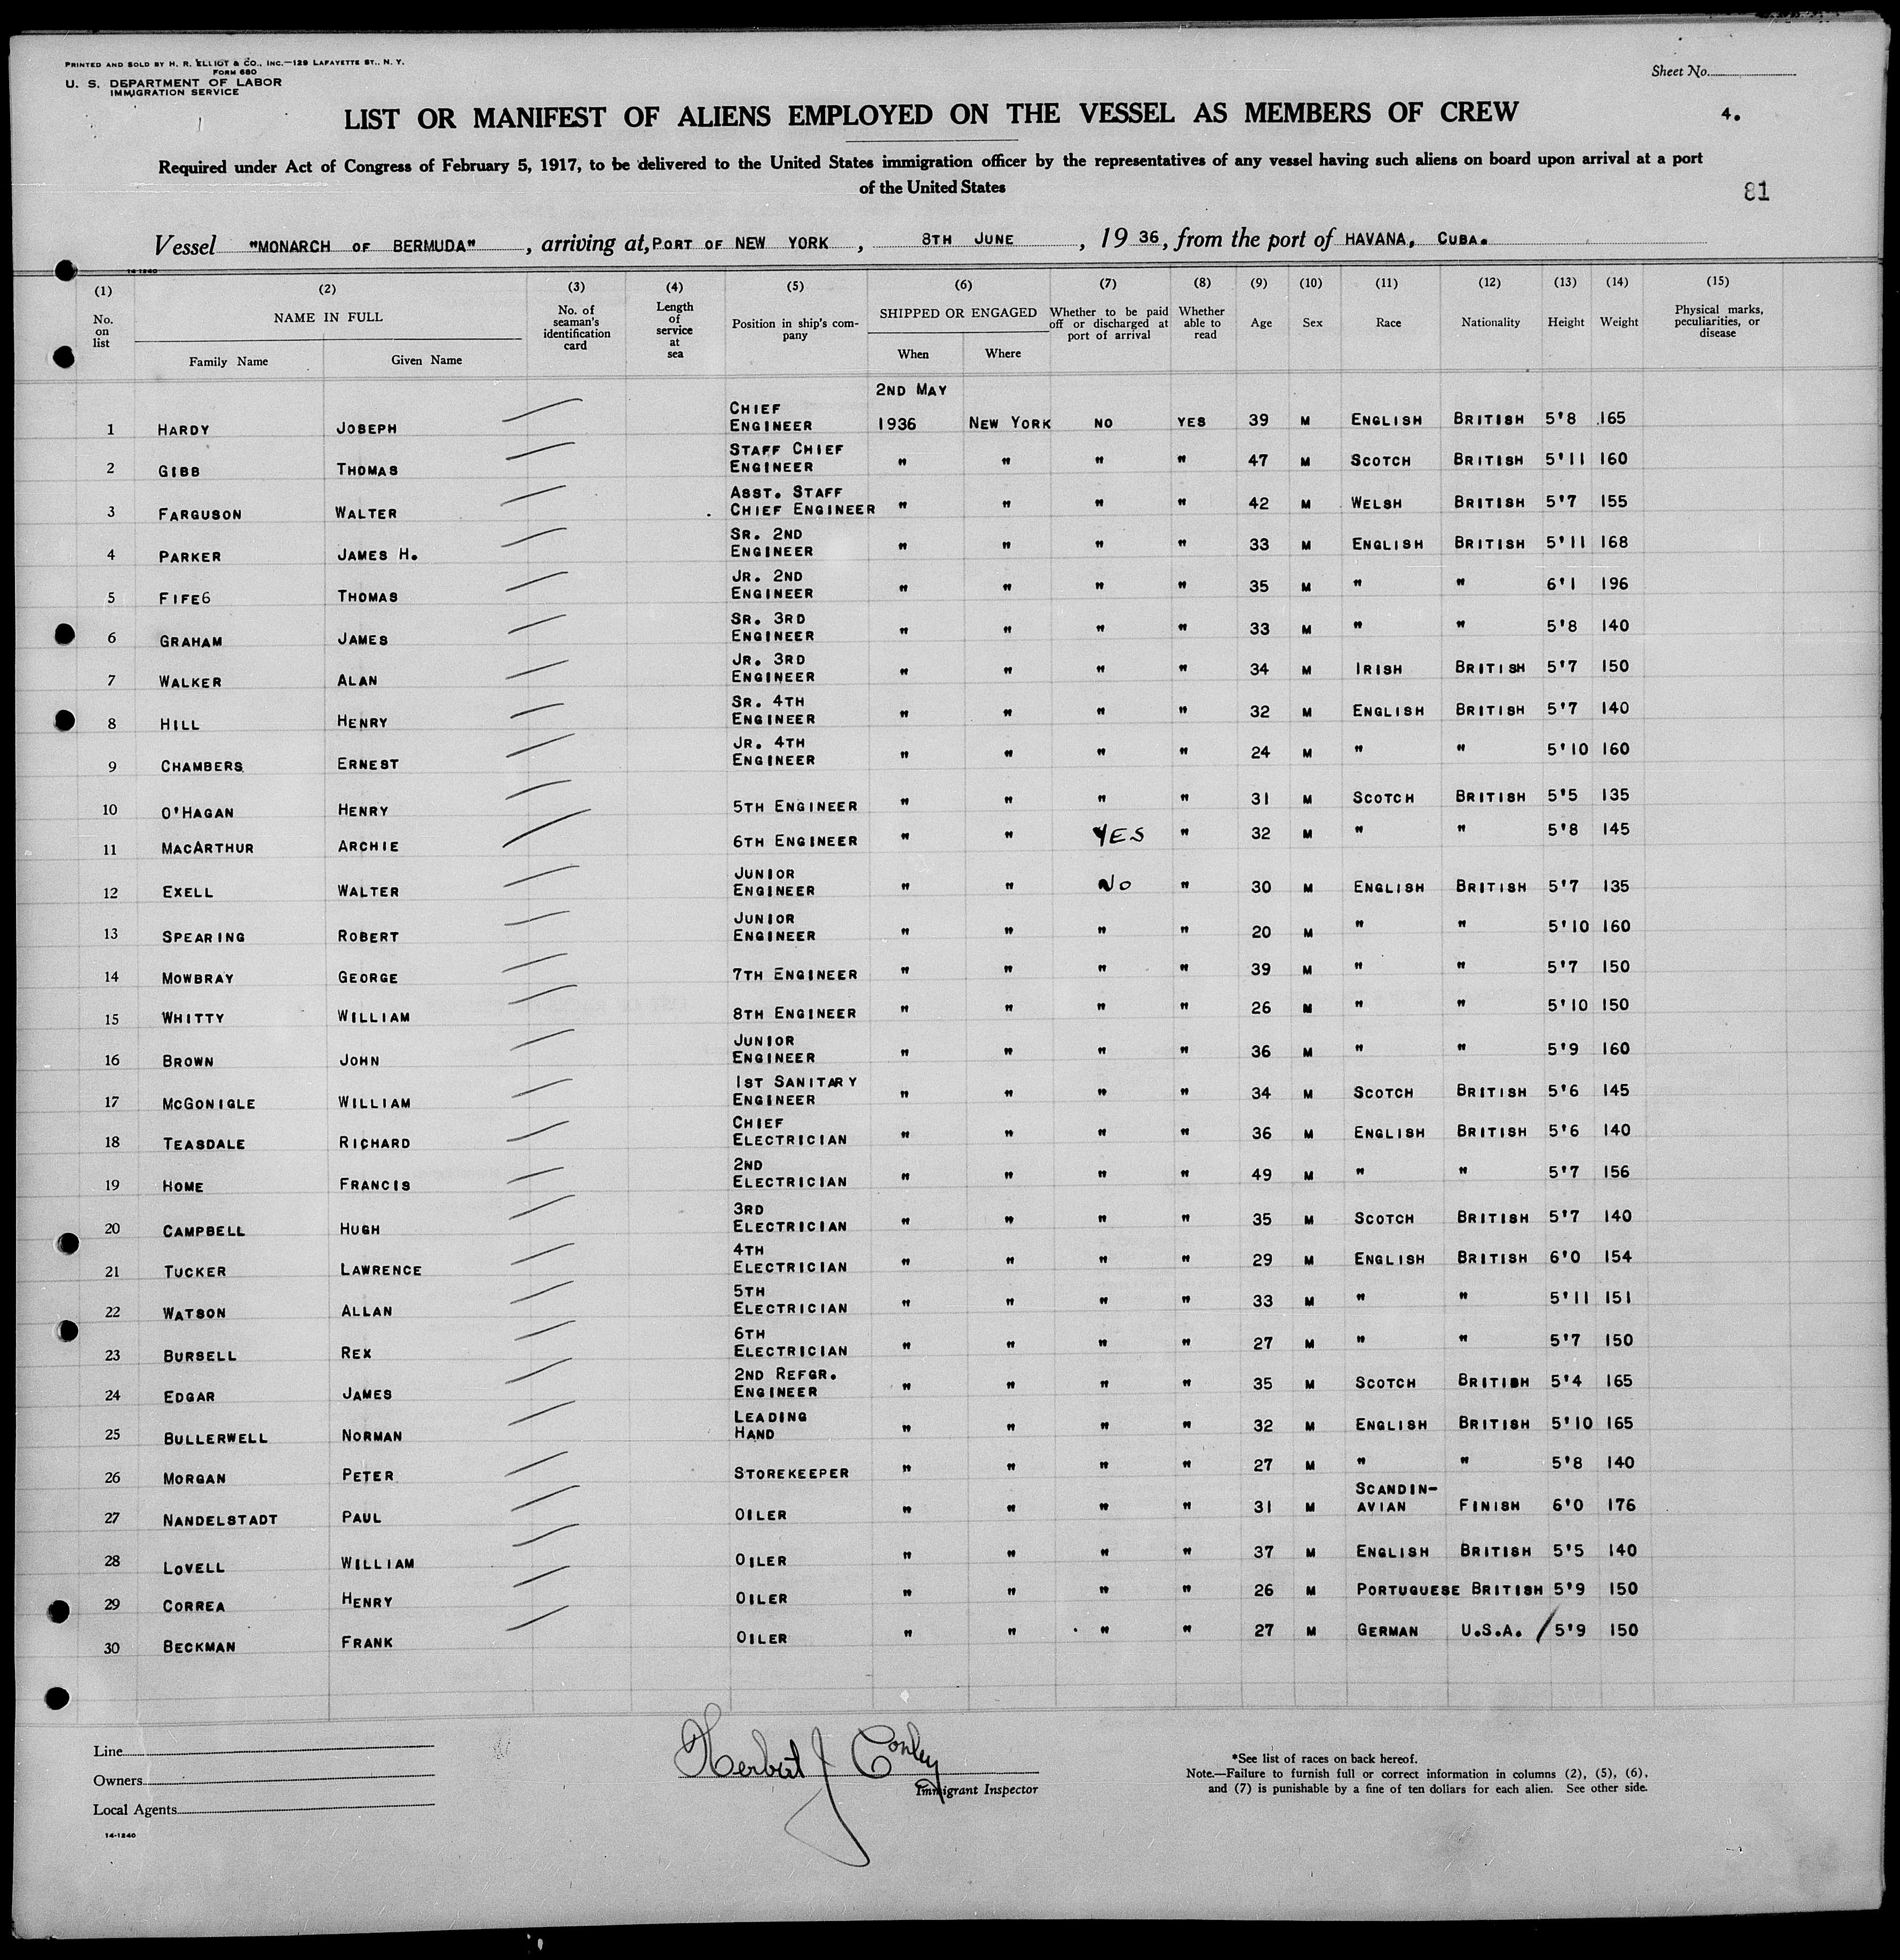 PRINTED AND SOLD BY H. R. ELLIOT & CO., INC.—129 LAFAYETTE ST., N. Y.
FORM 680
U. S. DEPARTMENT OF LABOR
IMMIGRATION SERVICE
Sheet No.
4.
LIST OR MANIFEST OF ALIENS EMPLOYED ON THE VESSEL AS MEMBERS OF CREW
Required under Act of Congress of February 5, 1917, to be delivered to the United States immigration officer by the representatives of any vessel having such aliens on board upon arrival at a port
of the United States
81
Vessel "MONARCH OF BERMUDA", arriving at, PORT OF NEW YORK, 8TH JUNE, 1936, from the port of HAVANA, CUBA.
14-1240
(1) No. on list (2) NAME IN FULL Family Name Given Name (3) No. of seaman's identification card (4) Length of service at sea (5) Position in ship's company (6) SHIPPED OR ENGAGED When Where (7) Whether to be paid off or discharged at port of arrival (8) Whether able to read (9) Age (10) Sex (11) Race (12) Nationality (13) Height (14) Weight (15) Physical marks, peculiarities, or disease
1 HARDY JOSEPH CHIEF ENGINEER 2ND MAY 1936 NEW YORK NO YES 39 M ENGLISH BRITISH 5'8 165
2 GIBB THOMAS STAFF CHIEF ENGINEER " " " " 47 M SCOTCH BRITISH 5'11 160
3 FARGUSON WALTER ASST. STAFF CHIEF ENGINEER " " " " 42 M WELSH BRITISH 5'7 155
4 PARKER JAMES H. SR. 2ND ENGINEER " " " " 33 M ENGLISH BRITISH 5'11 168
5 FIFE6 THOMAS JR. 2ND ENGINEER " " " " 35 M " " 6'1 196
6 GRAHAM JAMES SR. 3RD ENGINEER " " " " 33 M " " 5'8 140
7 WALKER ALAN JR. 3RD ENGINEER " " " " 34 M IRISH BRITISH 5'7 150
8 HILL HENRY SR. 4TH ENGINEER " " " " 32 M ENGLISH BRITISH 5'7 140
9 CHAMBERS ERNEST JR. 4TH ENGINEER " " " " 24 M " " 5'10 160
10 O'HAGAN HENRY 5TH ENGINEER " " " " 31 M SCOTCH BRITISH 5'5 135
11 MACARTHUR ARCHIE 6TH ENGINEER " " YES " 32 M " " 5'8 145
12 EXELL WALTER JUNIOR ENGINEER " " No " 30 M ENGLISH BRITISH 5'7 135
13 SPEARING ROBERT JUNIOR ENGINEER " " " " 20 M " " 5'10 160
14 MOWBRAY GEORGE 7TH ENGINEER " " " " 39 M " " 5'7 150
15 WHITTY WILLIAM 8TH ENGINEER " " " " 26 M " " 5'10 150
16 BROWN JOHN JUNIOR ENGINEER " " " " 36 M " " 5'9 160
17 MCGONIGLE WILLIAM 1ST SANITARY ENGINEER " " " " 34 M SCOTCH BRITISH 5'6 145
18 TEASDALE RICHARD CHIEF ELECTRICIAN " " " " 36 M ENGLISH BRITISH 5'6 140
19 HOME FRANCIS 2ND ELECTRICIAN " " " " 49 M " " 5'7 156
20 CAMPBELL HUGH 3RD ELECTRICIAN " " " " 35 M SCOTCH BRITISH 5'7 140
21 TUCKER LAWRENCE 4TH ELECTRICIAN " " " " 29 M ENGLISH BRITISH 6'0 154
22 WATSON ALLAN 5TH ELECTRICIAN " " " " 33 M " " 5'11 151
23 BURSELL REX 6TH ELECTRICIAN " " " " 27 M " " 5'7 150
24 EDGAR JAMES 2ND REFGR. ENGINEER " " " " 35 M SCOTCH BRITISH 5'4 165
25 BULLERWELL NORMAN LEADING HAND " " " " 32 M ENGLISH BRITISH 5'10 165
26 MORGAN PETER STOREKEEPER " " " " 27 M " " 5'8 140
27 NANDELSTADT PAUL OILER " " " " 31 M SCANDIN-AVIAN FINISH 6'0 176
28 LOVELL WILLIAM OILER " " " " 37 M ENGLISH BRITISH 5'5 140
29 CORREA HENRY OILER " " " " 26 M PORTUGUESE BRITISH 5'9 150
30 BECKMAN FRANK OILER " " " " 27 M GERMAN U.S.A. 5'9 150
Line
Owners
Local Agents
14-1240
Herbert J Conley
Immigrant Inspector
*See list of races on back hereof.
Note.—Failure to furnish full or correct information in columns (2), (5), (6),
and (7) is punishable by a fine of ten dollars for each alien. See other side.